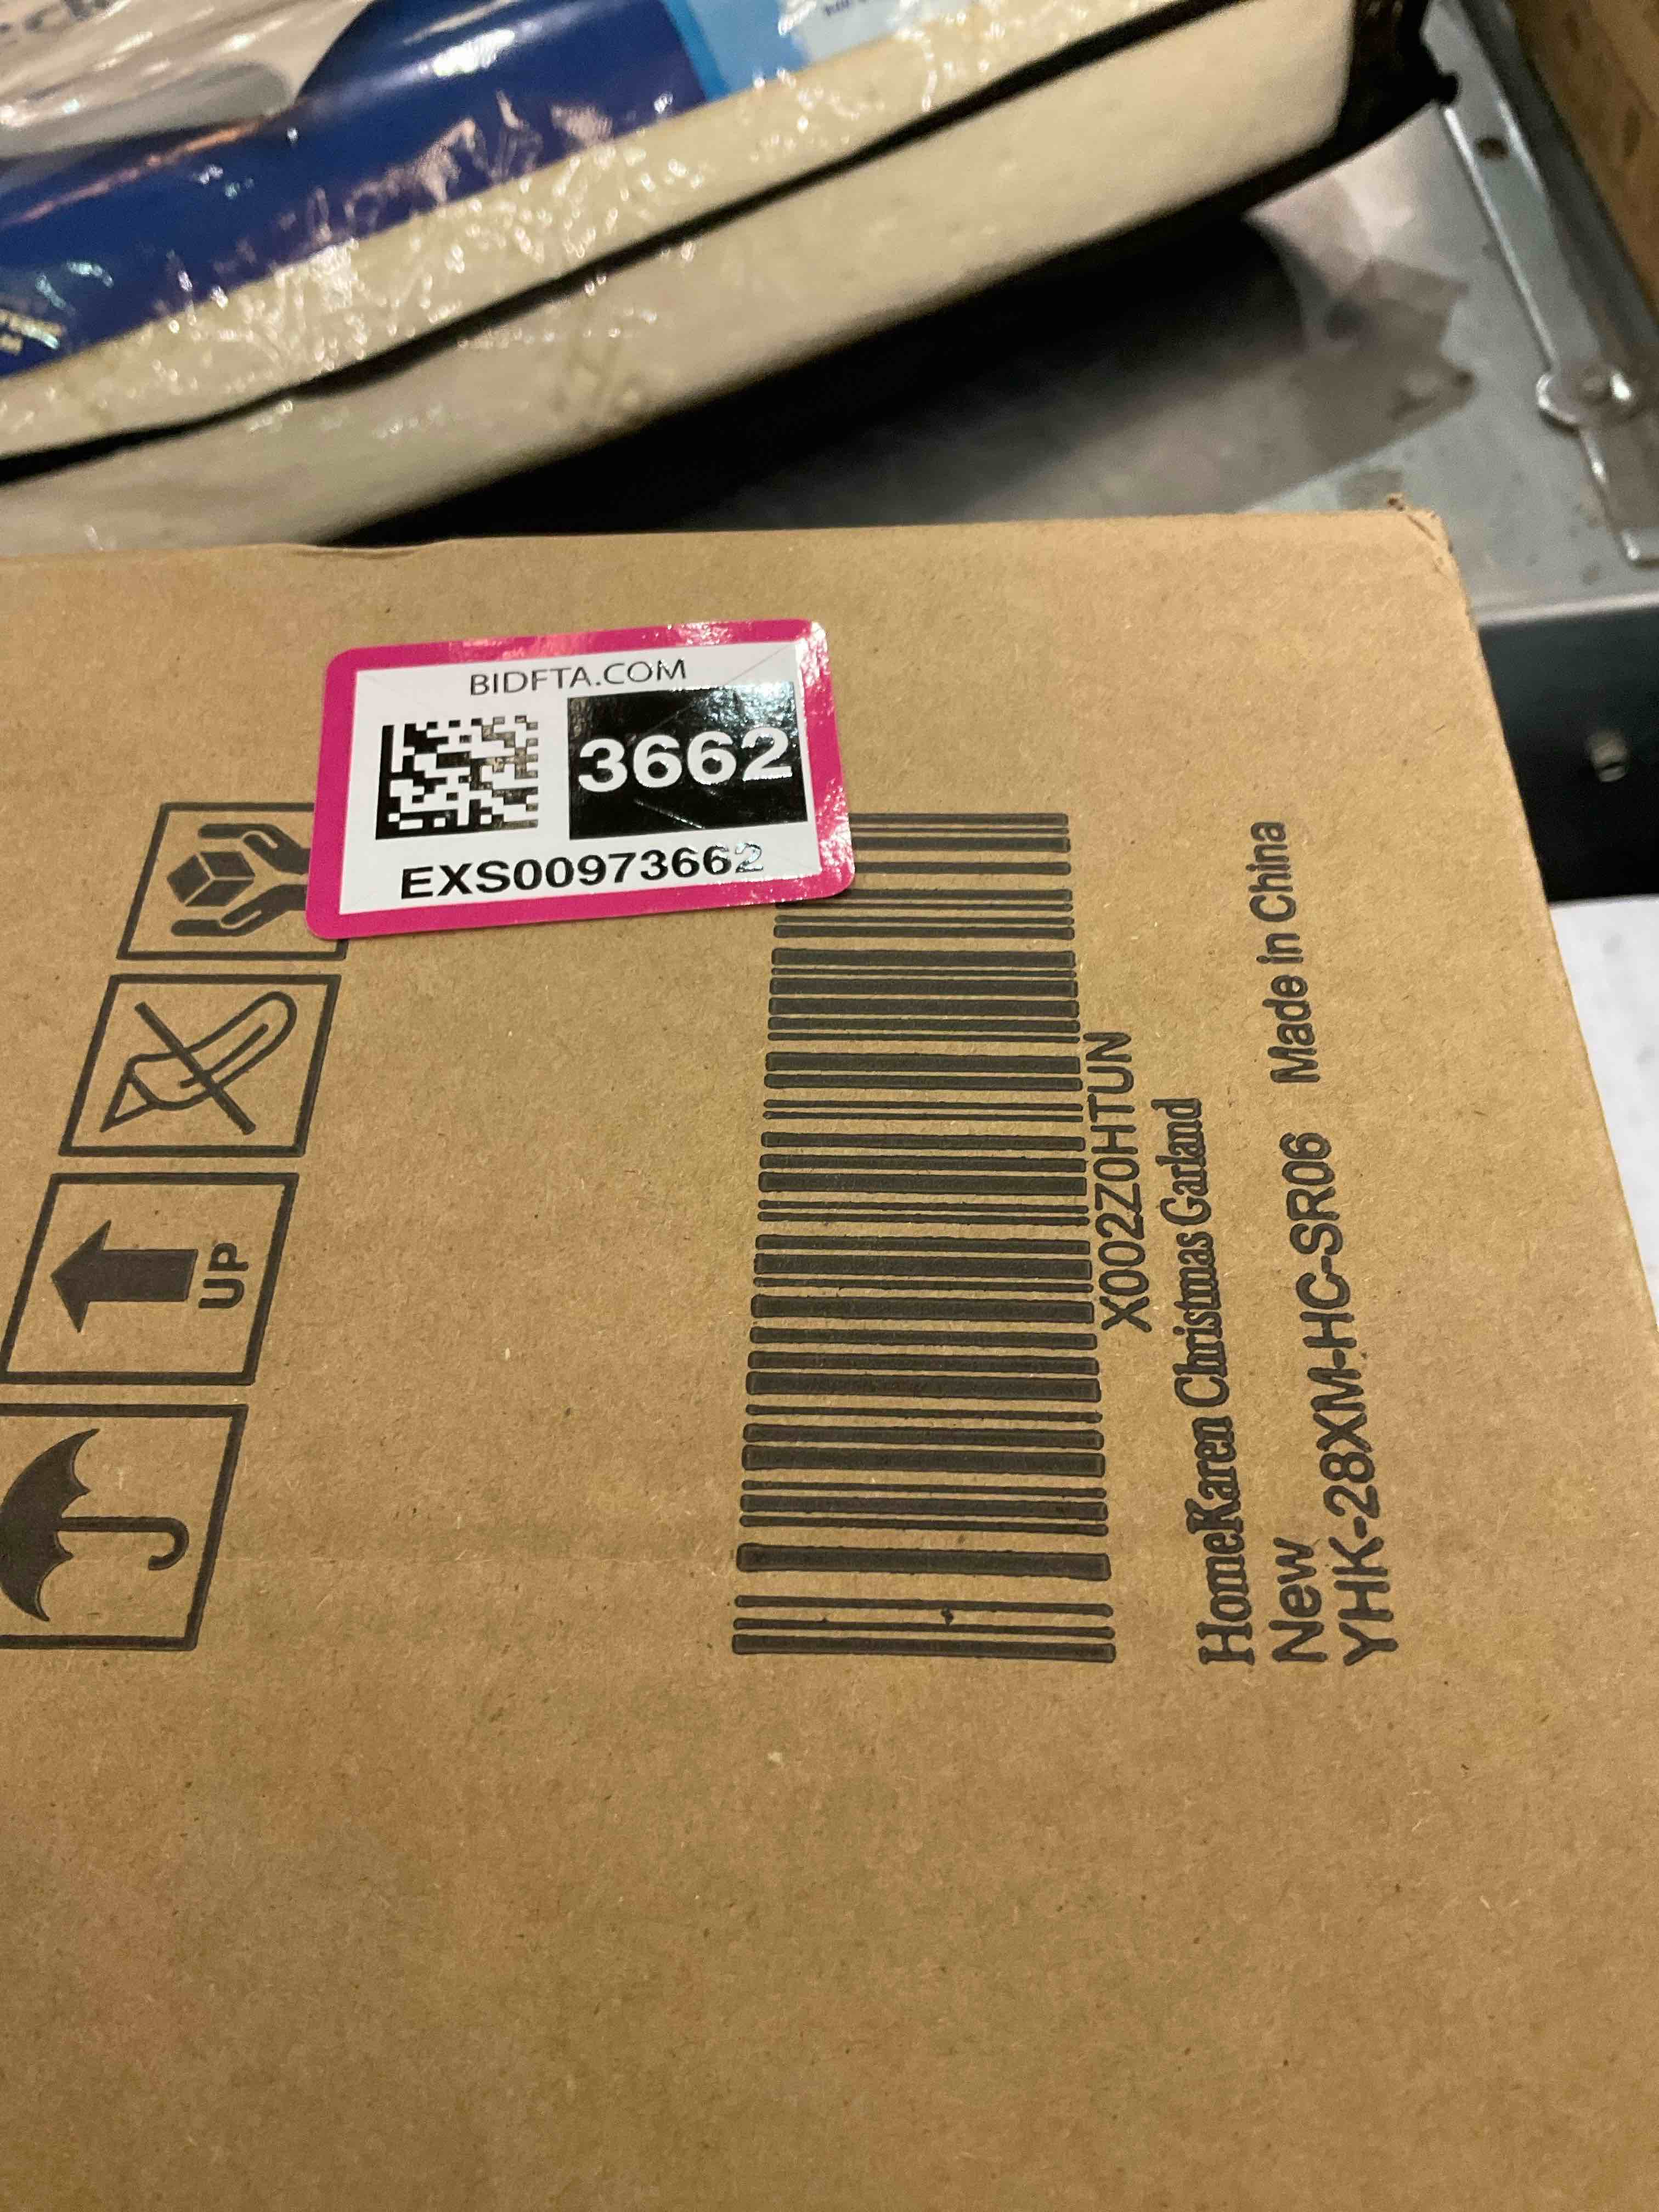 BIDFTA.COM
3662
EXS00973662
UP
X002Z0HTUN
HomeKaren Christmas Garland
New
YHK-28XM-HC-SR06 Made in China